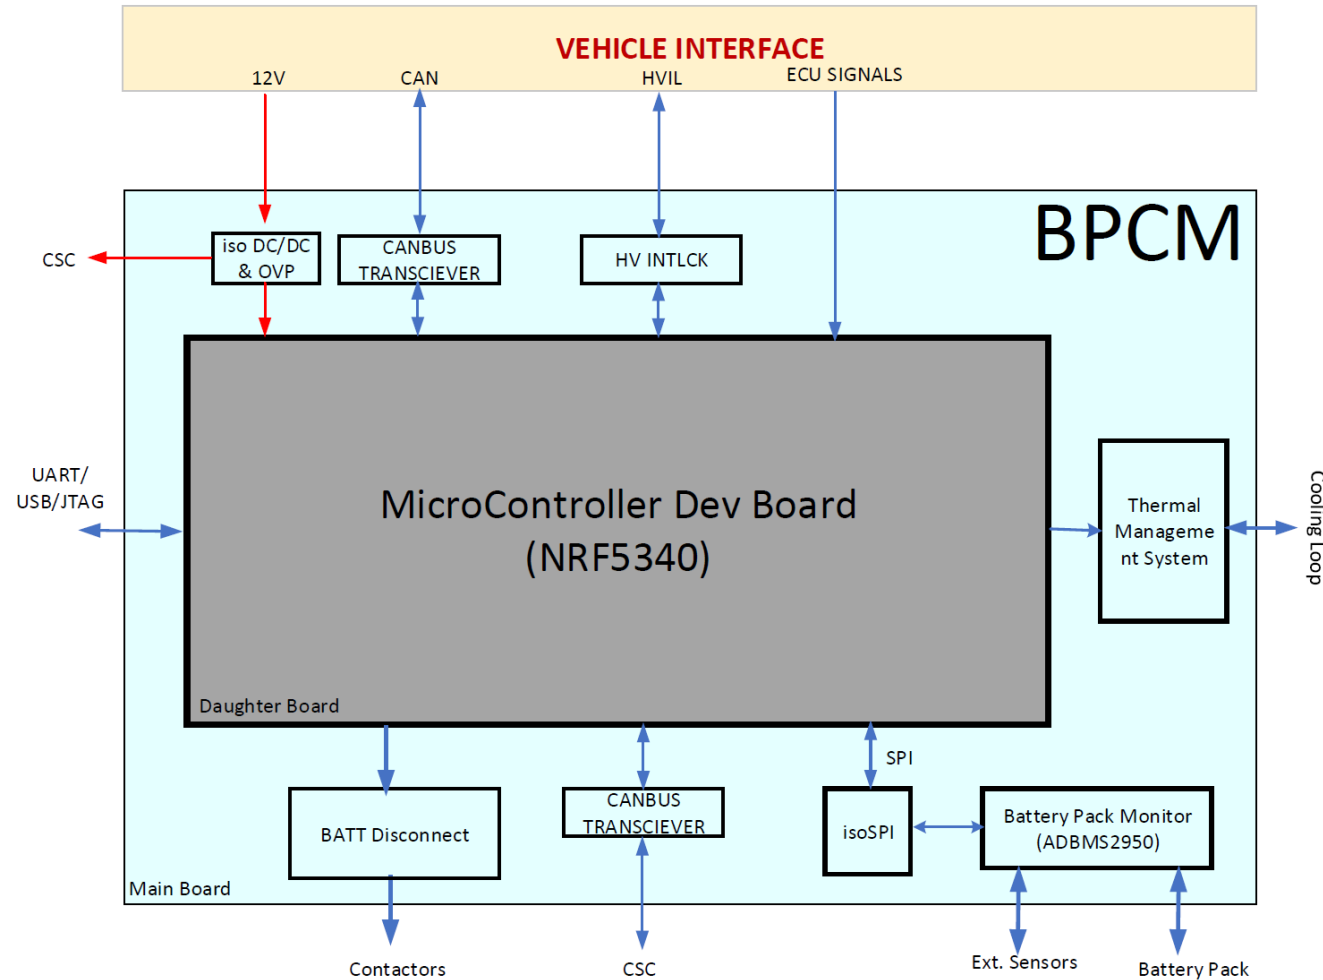 VEHICLE INTERFACE
12V
CAN
HVIL
ECU SIGNALS
BPCM
CSC
iso DC/DC
& OVP
CANBUS
TRANSCIEVER
HV INTLCK
UART/
USB/JTAG
MicroController Dev Board
(NRF5340)
Thermal
Manageme
nt System
Cooling Loop
Daughter Board
SPI
BATT Disconnect
CANBUS
TRANSCIEVER
isoSPI
Battery Pack Monitor
(ADBMS2950)
Main Board
Contactors
CSC
Ext. Sensors
Battery Pack